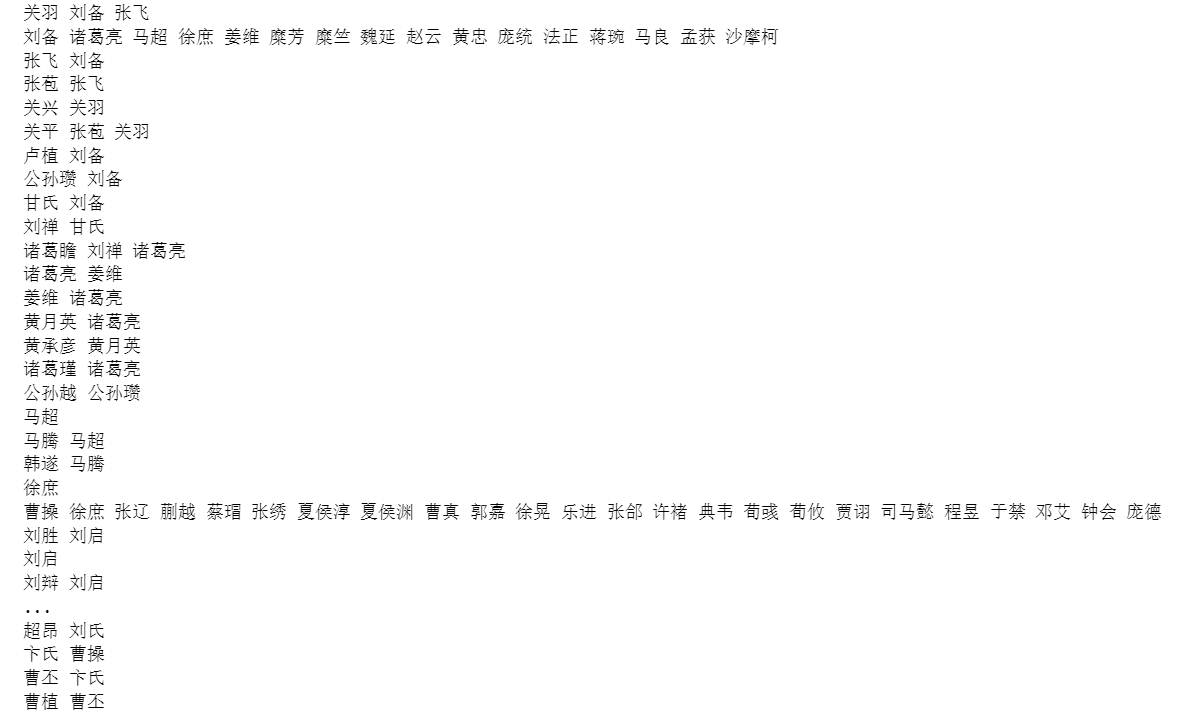 关羽 刘备 张飞
刘备 诸葛亮 马超 徐庶 姜维 糜芳 糜竺 魏延 赵云 黄忠 庞统 法正 蒋琬 马良 孟获 沙摩柯
张飞 刘备
张苞 张飞
关兴 关羽
关平 张苞 关羽
卢植 刘备
公孙瓒 刘备
甘氏 刘备
刘禅 甘氏
诸葛瞻 刘禅 诸葛亮
诸葛亮 姜维
姜维 诸葛亮
黄月英 诸葛亮
黄承彦 黄月英
诸葛瑾 诸葛亮
公孙越 公孙瓒
马超
马腾 马超
韩遂 马腾
徐庶
曹操 徐庶 张辽 蒯越 蔡瑁 张绣 夏侯淳 夏侯渊 曹真 郭嘉 徐晃 乐进 张郃 许褚 典韦 荀彧 荀攸 贾诩 司马懿 程昱 于禁 邓艾 钟会 庞德
刘胜 刘启
刘启
刘辩 刘启
...
超昂 刘氏
卞氏 曹操
曹丕 卞氏
曹植 曹丕